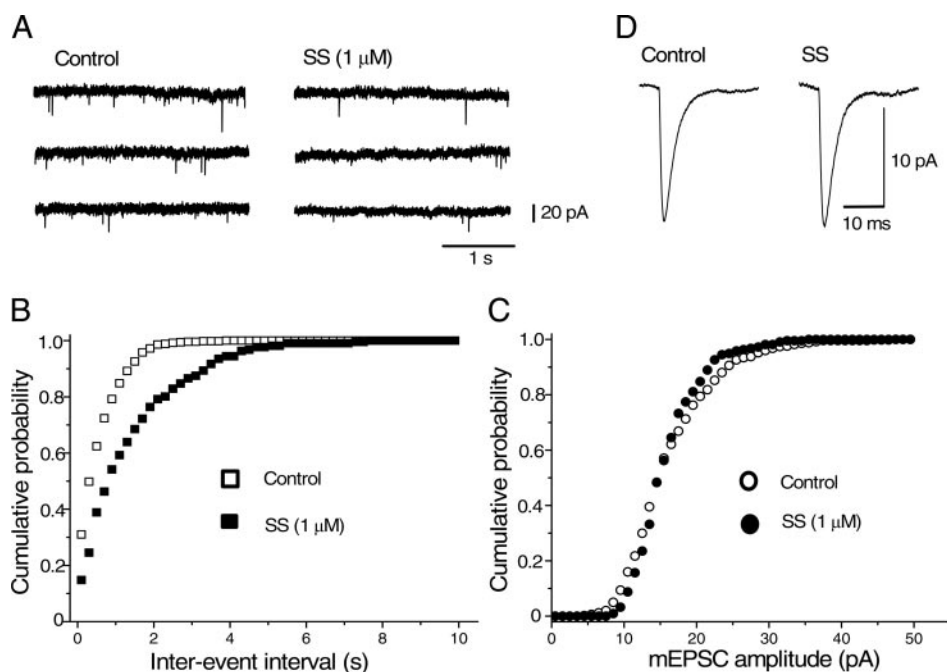 A
Control
SS (1 μM)
20 pA
1 s
D
Control
SS
10 pA
10 ms
B
1.0
0.8
0.6
0.4
0.2
0
Cumulative probability
Control
SS (1 μM)
0
2
4
6
8
10
Inter-event interval (s)
C
1.0
0.8
0.6
0.4
0.2
0
Cumulative probability
Control
SS (1 μM)
0
10
20
30
40
50
mEPSC amplitude (pA)